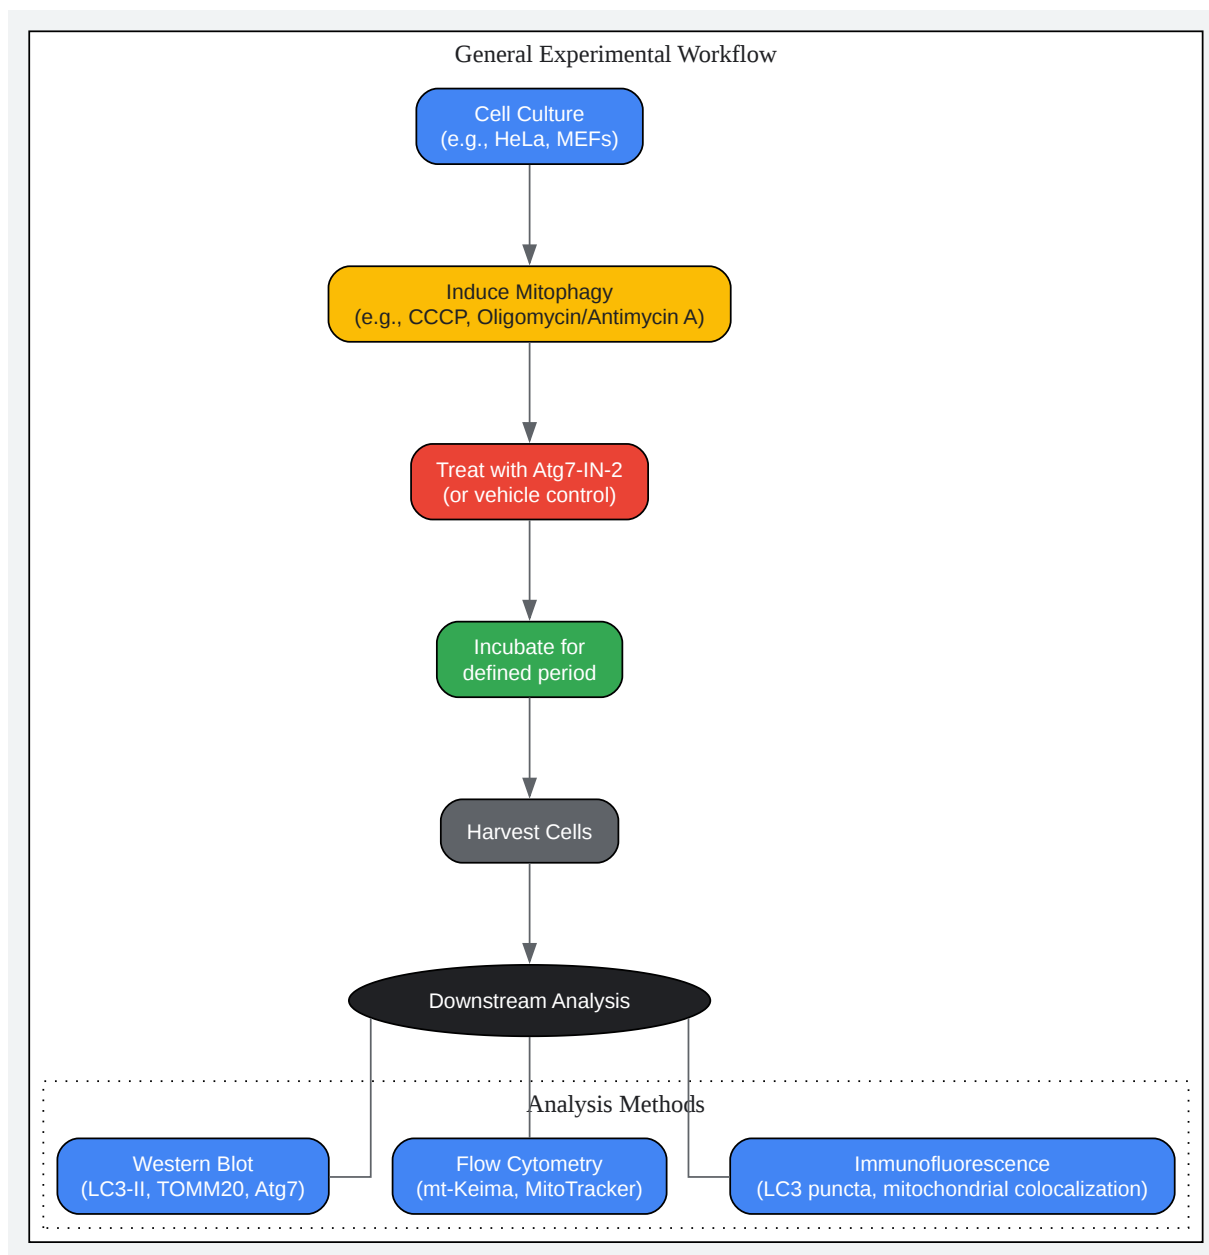 General Experimental Workflow
Cell Culture
(e.g., HeLa, MEFs)
Induce Mitophagy
(e.g., CCCP, Oligomycin/Antimycin A)
Treat with Atg7-IN-2
(or vehicle control)
Incubate for
defined period
Harvest Cells
Downstream Analysis
Analysis Methods
Western Blot
(LC3-II, TOMM20, Atg7)
Flow Cytometry
(mt-Keima, MitoTracker)
Immunofluorescence
(LC3 puncta, mitochondrial colocalization)